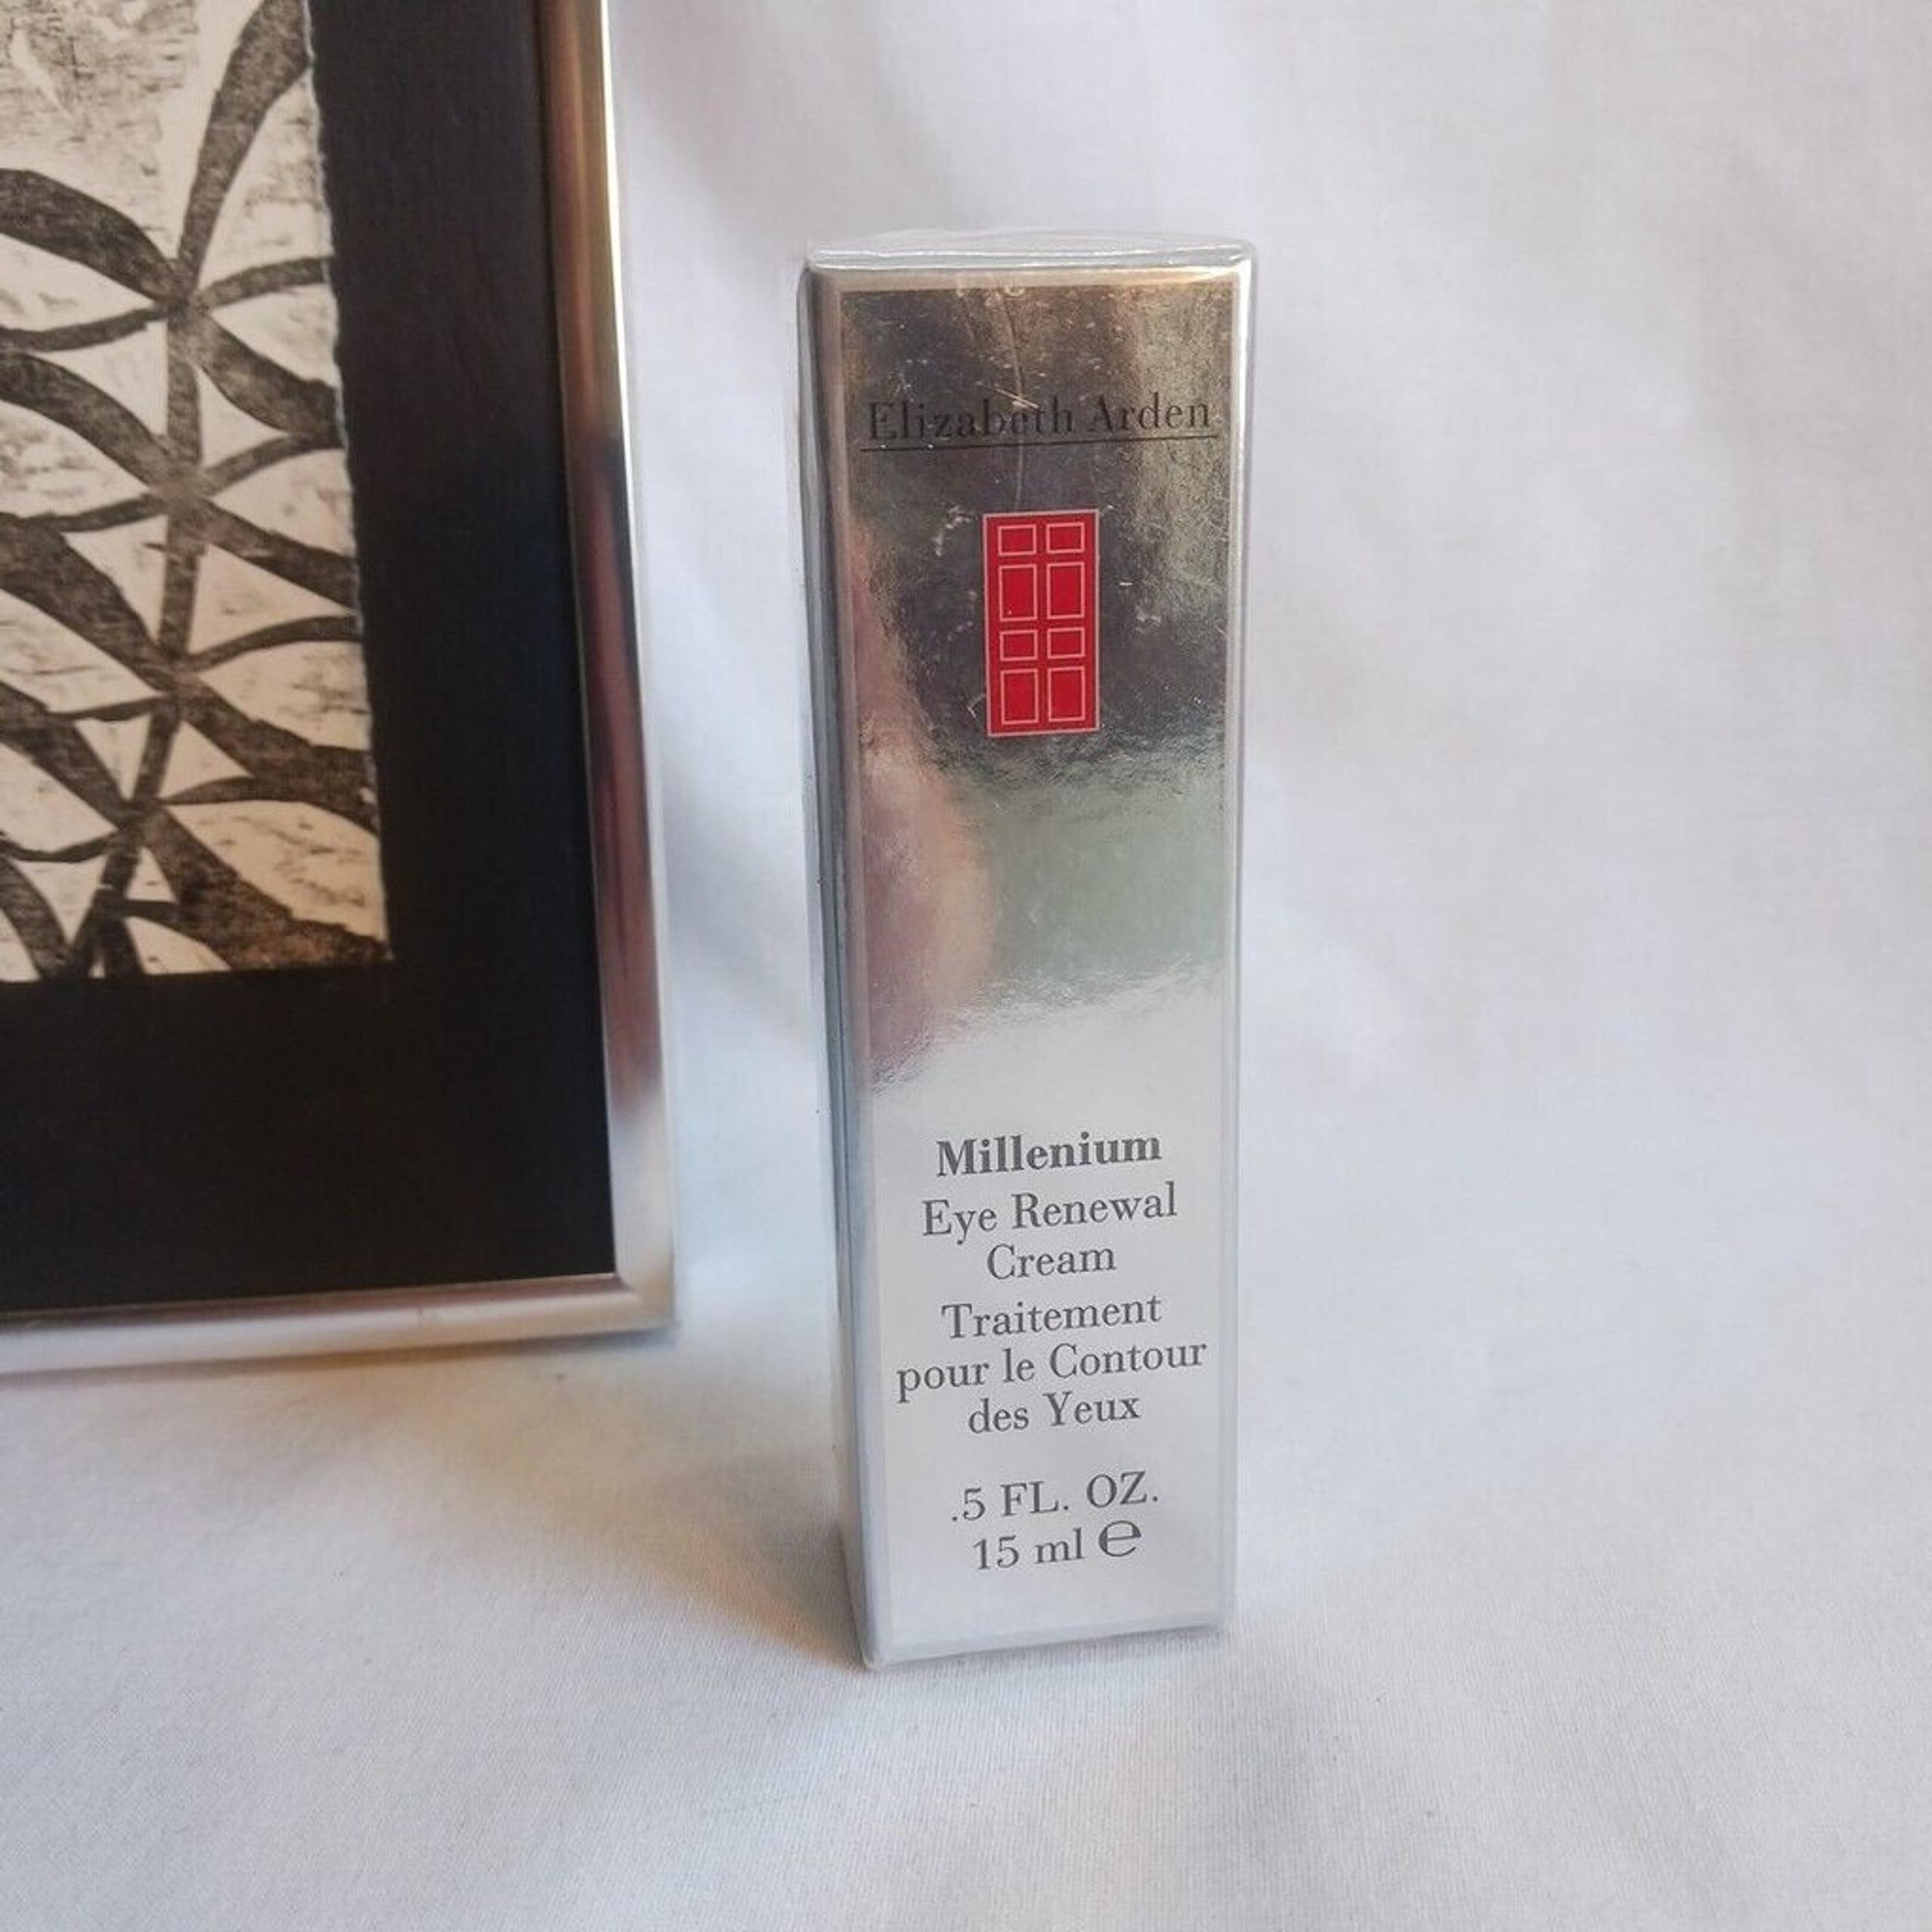 Elizabeth Arden
Millenium
Eye Renewal
Cream
Traitement
pour le Contour
des Yeux
.5 FL. OZ.
15 ml ℮